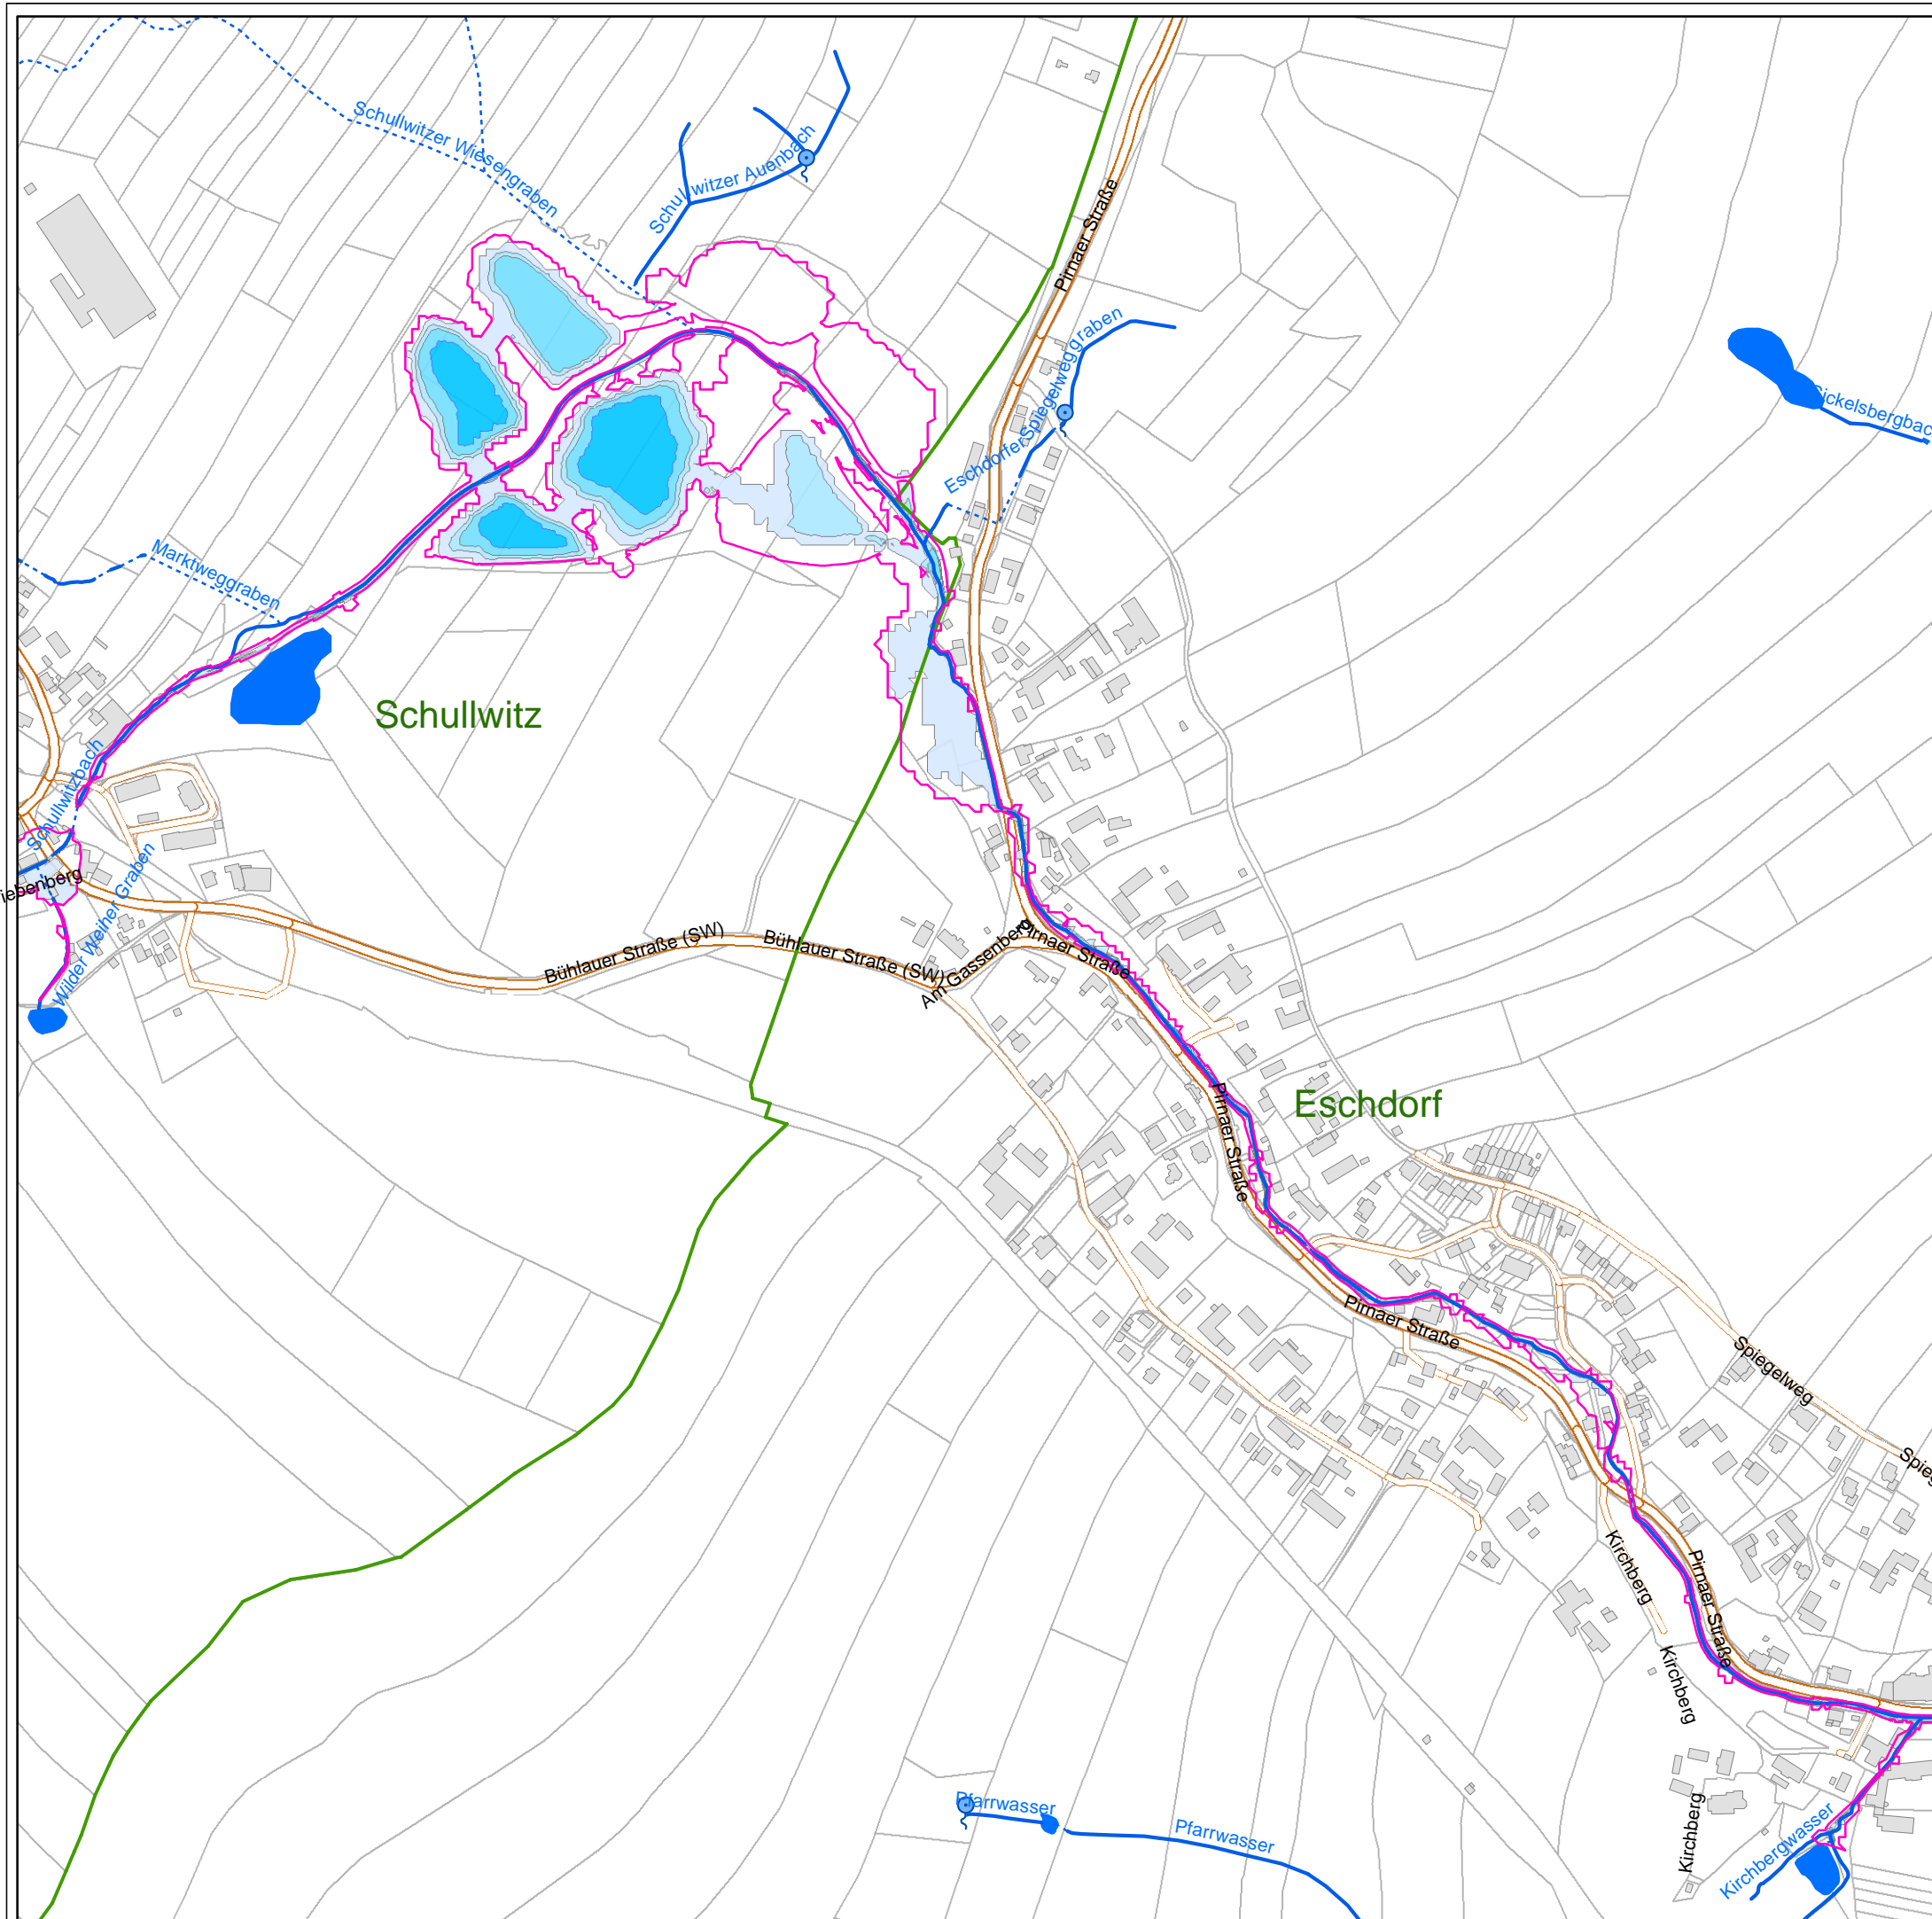 Schullwitzer Wiesengraben
Schullwitzer Auenbach
Pirnaer Straße
Eschdorfer Spiegelweggraben
Marktweggraben
Schullwitz
Schullwitzbach
Wilder Weiher Graben
iebenberg
Bühlauer Straße (SW)
Bühlauer Straße (SW)
Am Gassenberg
Pirnaer Straße
Pirnaer Straße
Eschdorf
Pirnaer Straße
Spiegelweg
Spieg
Kirchberg
Pirnaer Straße
Kirchberg
Kirchberg
Kirchbergwasser
Pfarrwasser
Pfarrwasser